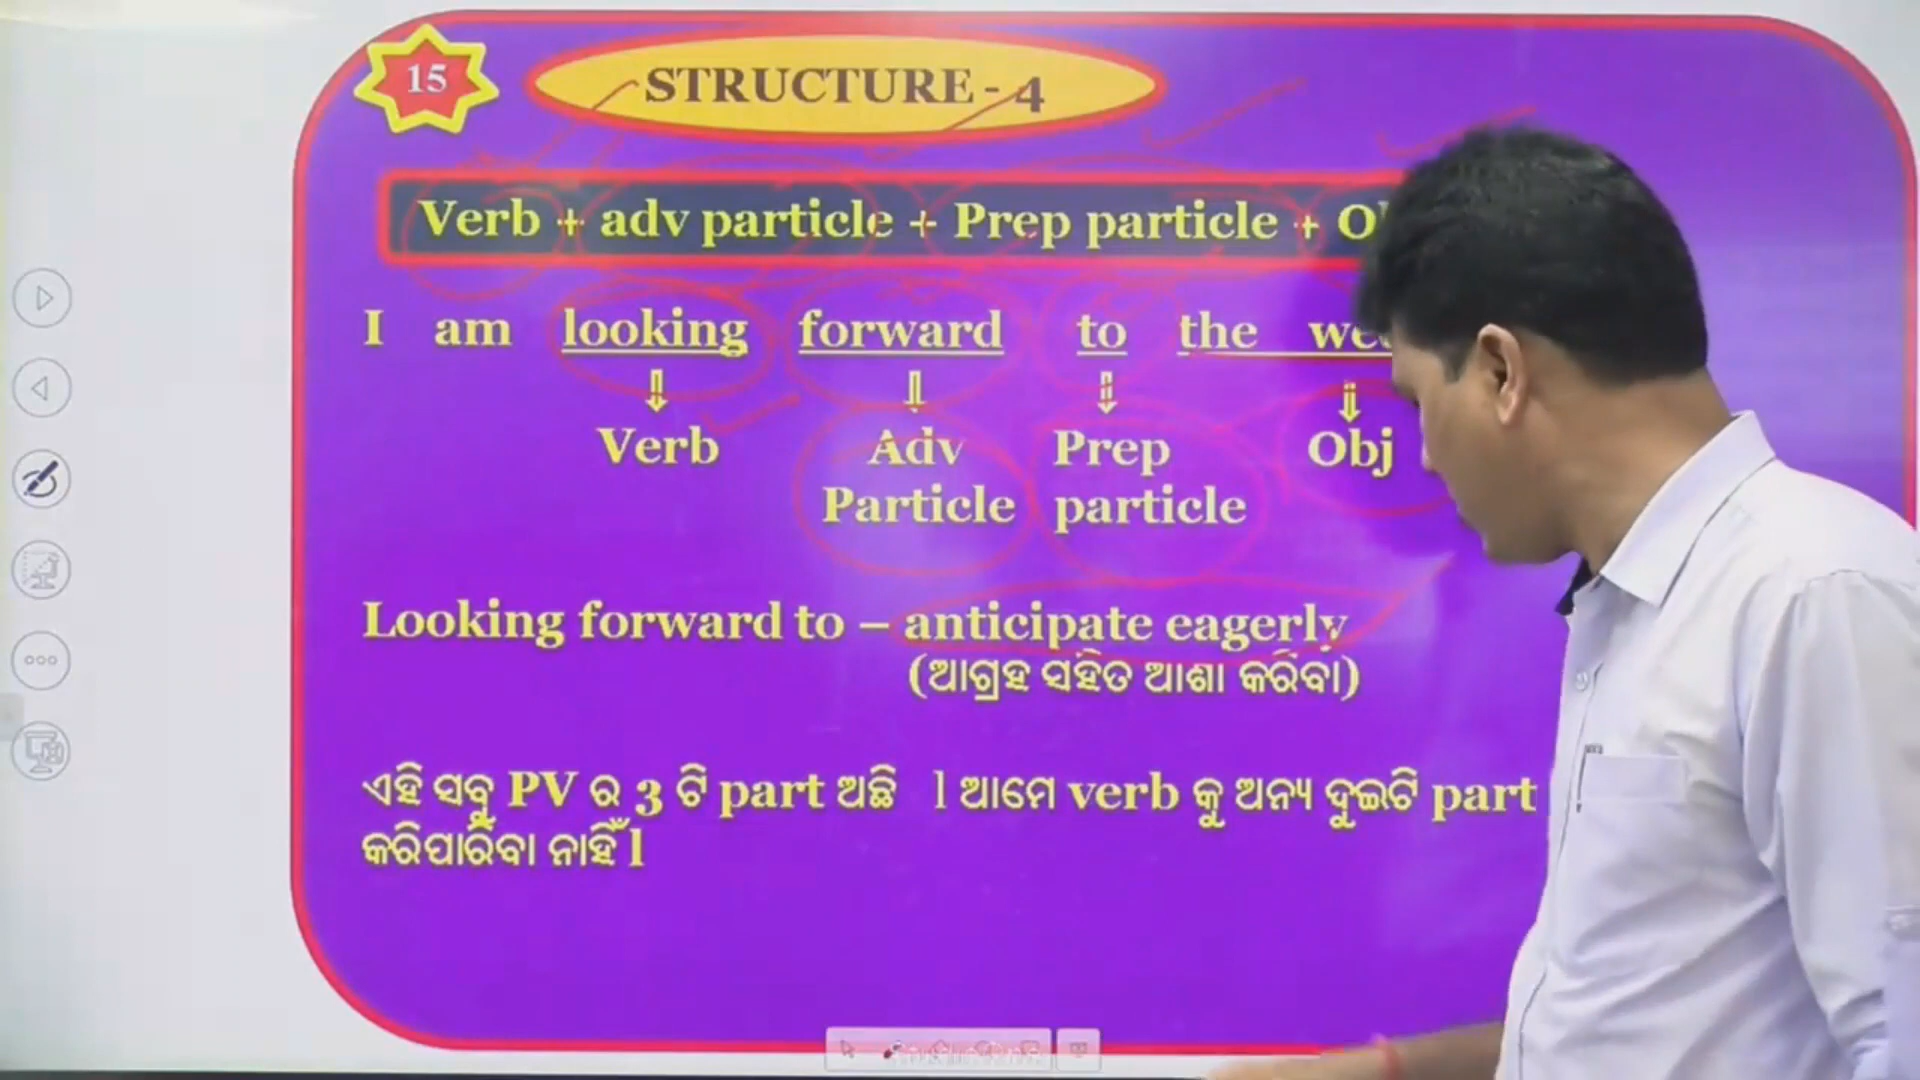 15
STRUCTURE - 4
Verb + adv particle + Prep particle +
I am looking forward to the
Verb Adv Prep Obj
Particle particle
Looking forward to – anticipate eagerly
(ଆଗ୍ରହ ସହିତ ଆଶା କରିବା)
ଏହି ସବୁ PV ର 3 ଟି part ଅଛି l ଆମେ verb କୁ ଅନ୍ୟ ଦୁଇଟି part
କରିପାରିବା ନାହିଁ l